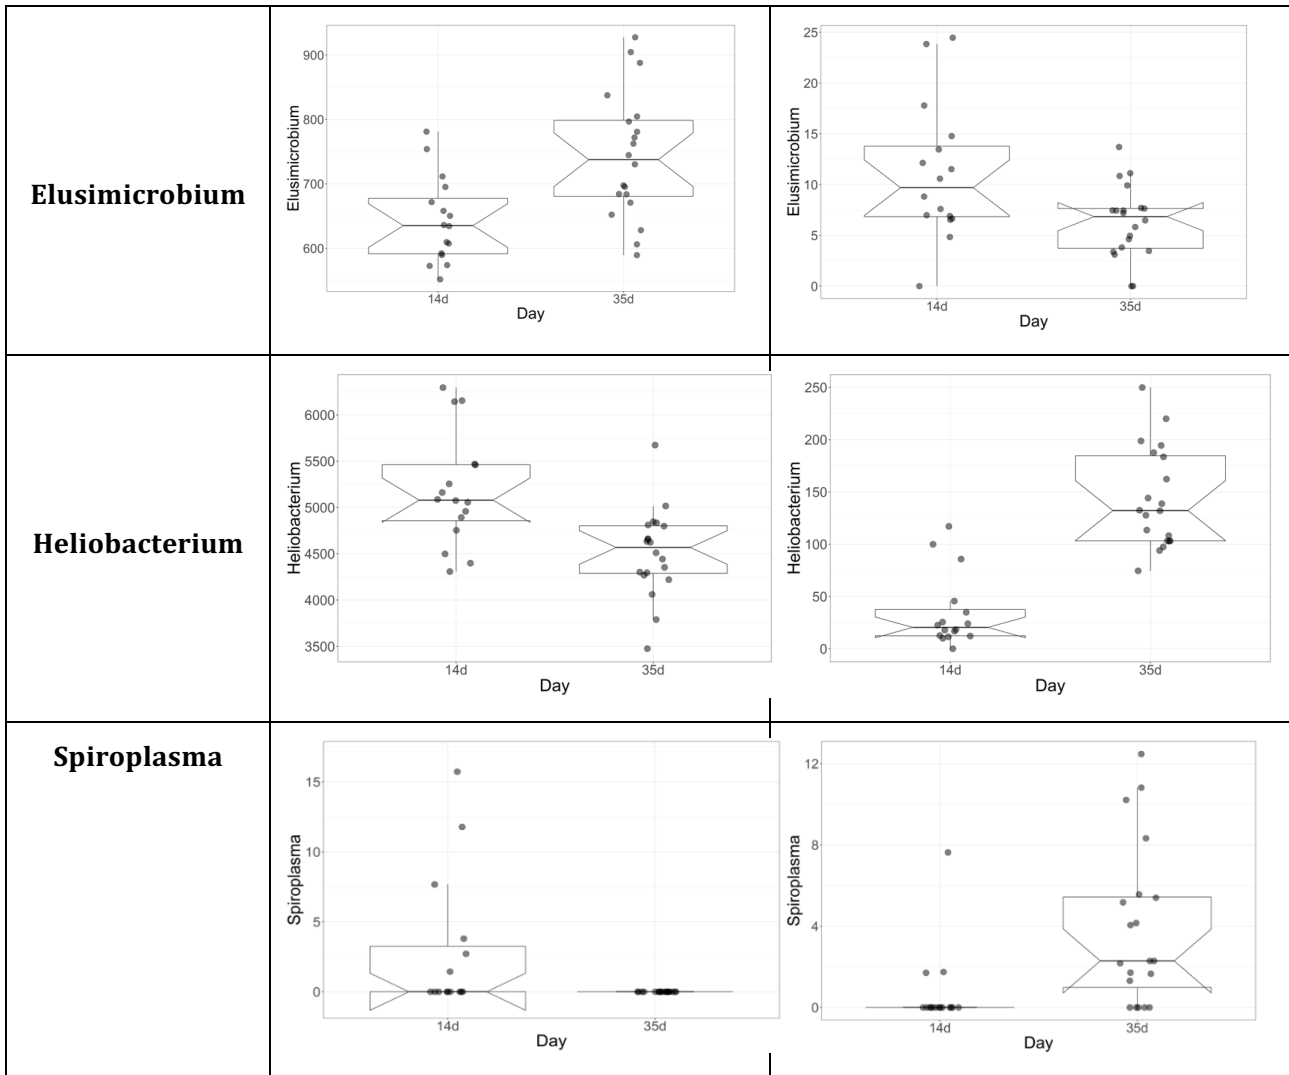 Elusimicrobium
Elusimicrobium
900
800
700
600
14d
35d
Day
Elusimicrobium
25
20
15
10
5
0
14d
35d
Day
Heliobacterium
Heliobacterium
6000
5500
5000
4500
4000
3500
14d
35d
Day
Heliobacterium
250
200
150
100
50
0
14d
35d
Day
Spiroplasma
Spiroplasma
15
10
5
0
14d
35d
Day
Spiroplasma
12
8
4
0
14d
35d
Day